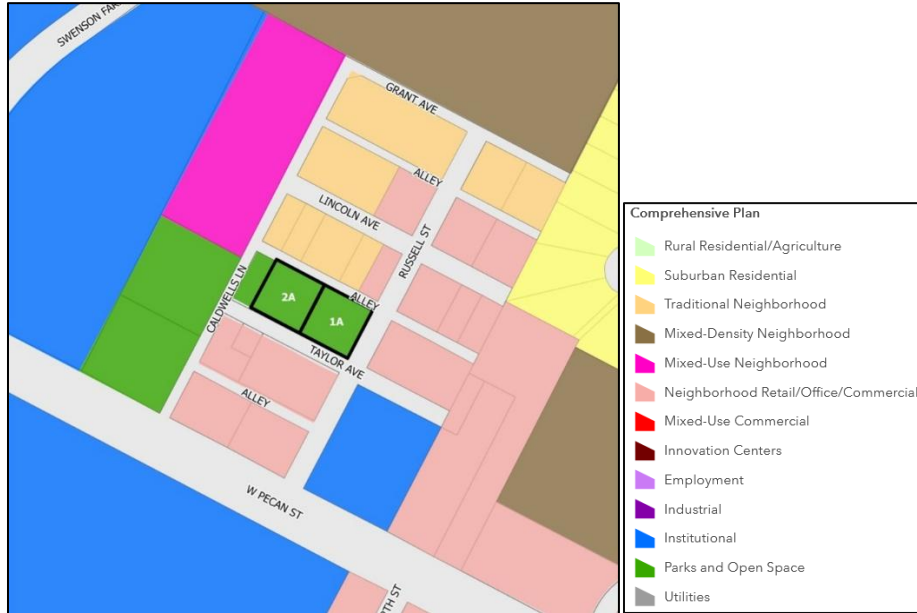 SWENSON FAR
GRANT AVE
ALLEY
LINCOLN AVE
RUSSELL ST
CALDWELLS LN
ALLEY
2A
1A
TAYLOR AVE
ALLEY
W PECAN ST
TH ST
Comprehensive Plan
Rural Residential/Agriculture
Suburban Residential
Traditional Neighborhood
Mixed-Density Neighborhood
Mixed-Use Neighborhood
Neighborhood Retail/Office/Commercial
Mixed-Use Commercial
Innovation Centers
Employment
Industrial
Institutional
Parks and Open Space
Utilities